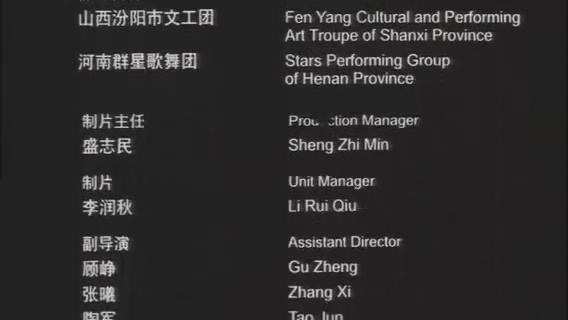 山西汾阳市文工团
Fen Yang Cultural and Performing
Art Troupe of Shanxi Province
河南群星歌舞团
Stars Performing Group
of Henan Province
制片主任
Manager
盛志民
Sheng Zhi Min
制片
Unit Manager
李润秋
Li Rui Qiu
副导演
Assistant Director
顾峥
Gu Zheng
张曦
Zhang Xi
陶军
Tao Jun